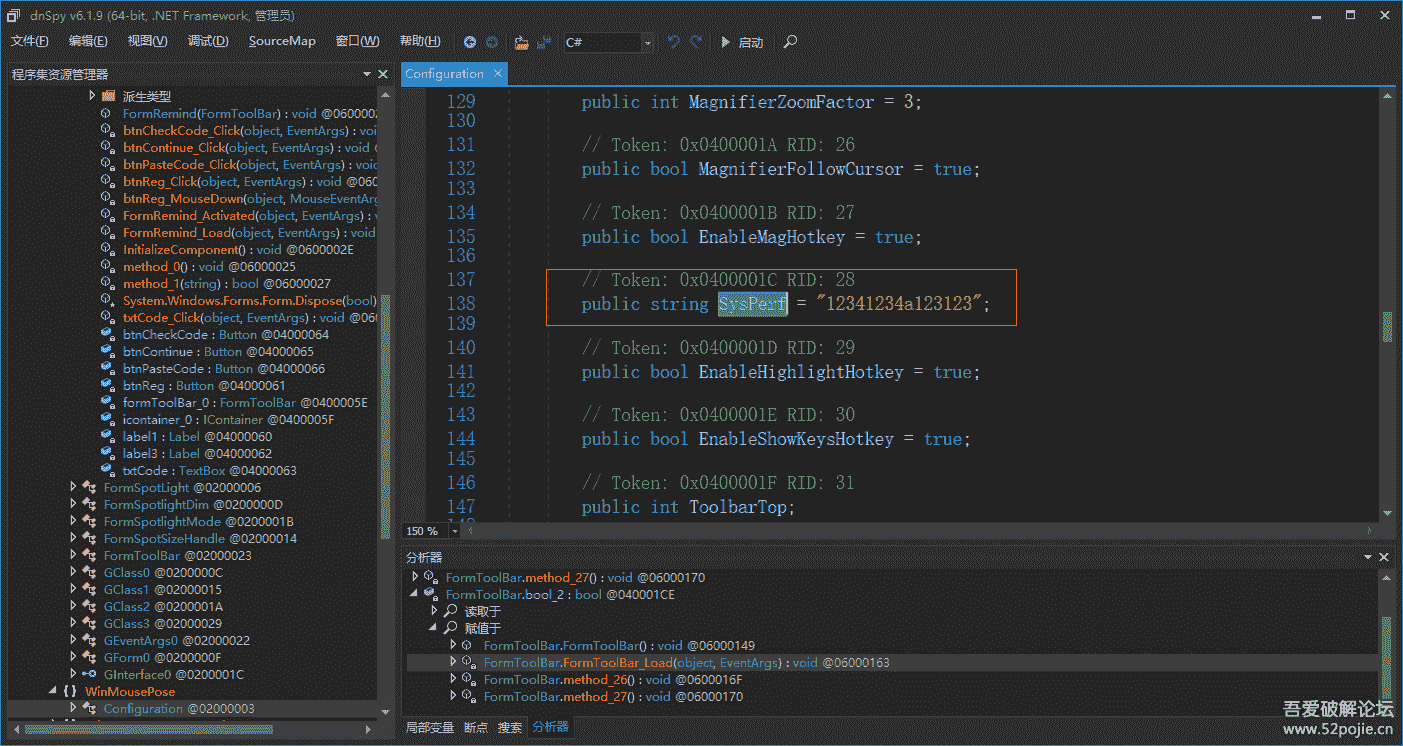 dnSpy v6.1.9 (64-bit, .NET Framework, 管理员)
文件(F) 编辑(E) 视图(V) 调试(D) SourceMap 窗口(W) 帮助(H) C# 启动
程序集资源管理器
派生类型
FormRemind(FormToolBar) : void @0600002
btnCheckCode_Click(object, EventArgs) : voi
btnContinue_Click(object, EventArgs) : void
btnPasteCode_Click(object, EventArgs) : voi
btnReg_Click(object, EventArgs) : void @060
btnReg_MouseDown(object, MouseEventArg
FormRemind_Activated(object, EventArgs) :
FormRemind_Load(object, EventArgs) : void
InitializeComponent() : void @0600002E
method_0() : void @06000025
method_1(string) : bool @06000027
System.Windows.Forms.Form.Dispose(bool)
txtCode_Click(object, EventArgs) : void @06
btnCheckCode : Button @04000064
btnContinue : Button @04000065
btnPasteCode : Button @04000066
btnReg : Button @04000061
formToolBar_0 : FormToolBar @0400005E
icontainer_0 : IContainer @0400005F
label1 : Label @04000060
label3 : Label @04000062
txtCode : TextBox @04000063
FormSpotLight @02000006
FormSpotlightDim @0200000D
FormSpotlightMode @0200001B
FormSpotSizeHandle @02000014
FormToolBar @02000023
GClass0 @0200000C
GClass1 @02000015
GClass2 @0200001A
GClass3 @02000029
GEventArgs0 @02000022
GForm0 @0200000F
GInterface0 @0200001C
{ } WinMousePose
Configuration @02000003
Configuration
129 public int MagnifierZoomFactor = 3;
130
131 // Token: 0x0400001A RID: 26
132 public bool MagnifierFollowCursor = true;
133
134 // Token: 0x0400001B RID: 27
135 public bool EnableMagHotkey = true;
136
137 // Token: 0x0400001C RID: 28
138 public string SysPerf = "12341234a123123";
139
140 // Token: 0x0400001D RID: 29
141 public bool EnableHighlightHotkey = true;
142
143 // Token: 0x0400001E RID: 30
144 public bool EnableShowKeysHotkey = true;
145
146 // Token: 0x0400001F RID: 31
147 public int ToolbarTop;
150 %
分析器
FormToolBar.method_27() : void @06000170
FormToolBar.bool_2 : bool @040001CE
读取于
赋值于
FormToolBar.FormToolBar() : void @06000149
FormToolBar.FormToolBar_Load(object, EventArgs) : void @06000163
FormToolBar.method_26() : void @0600016F
FormToolBar.method_27() : void @06000170
局部变量 断点 搜索 分析器
吾爱破解论坛
www.52pojie.cn